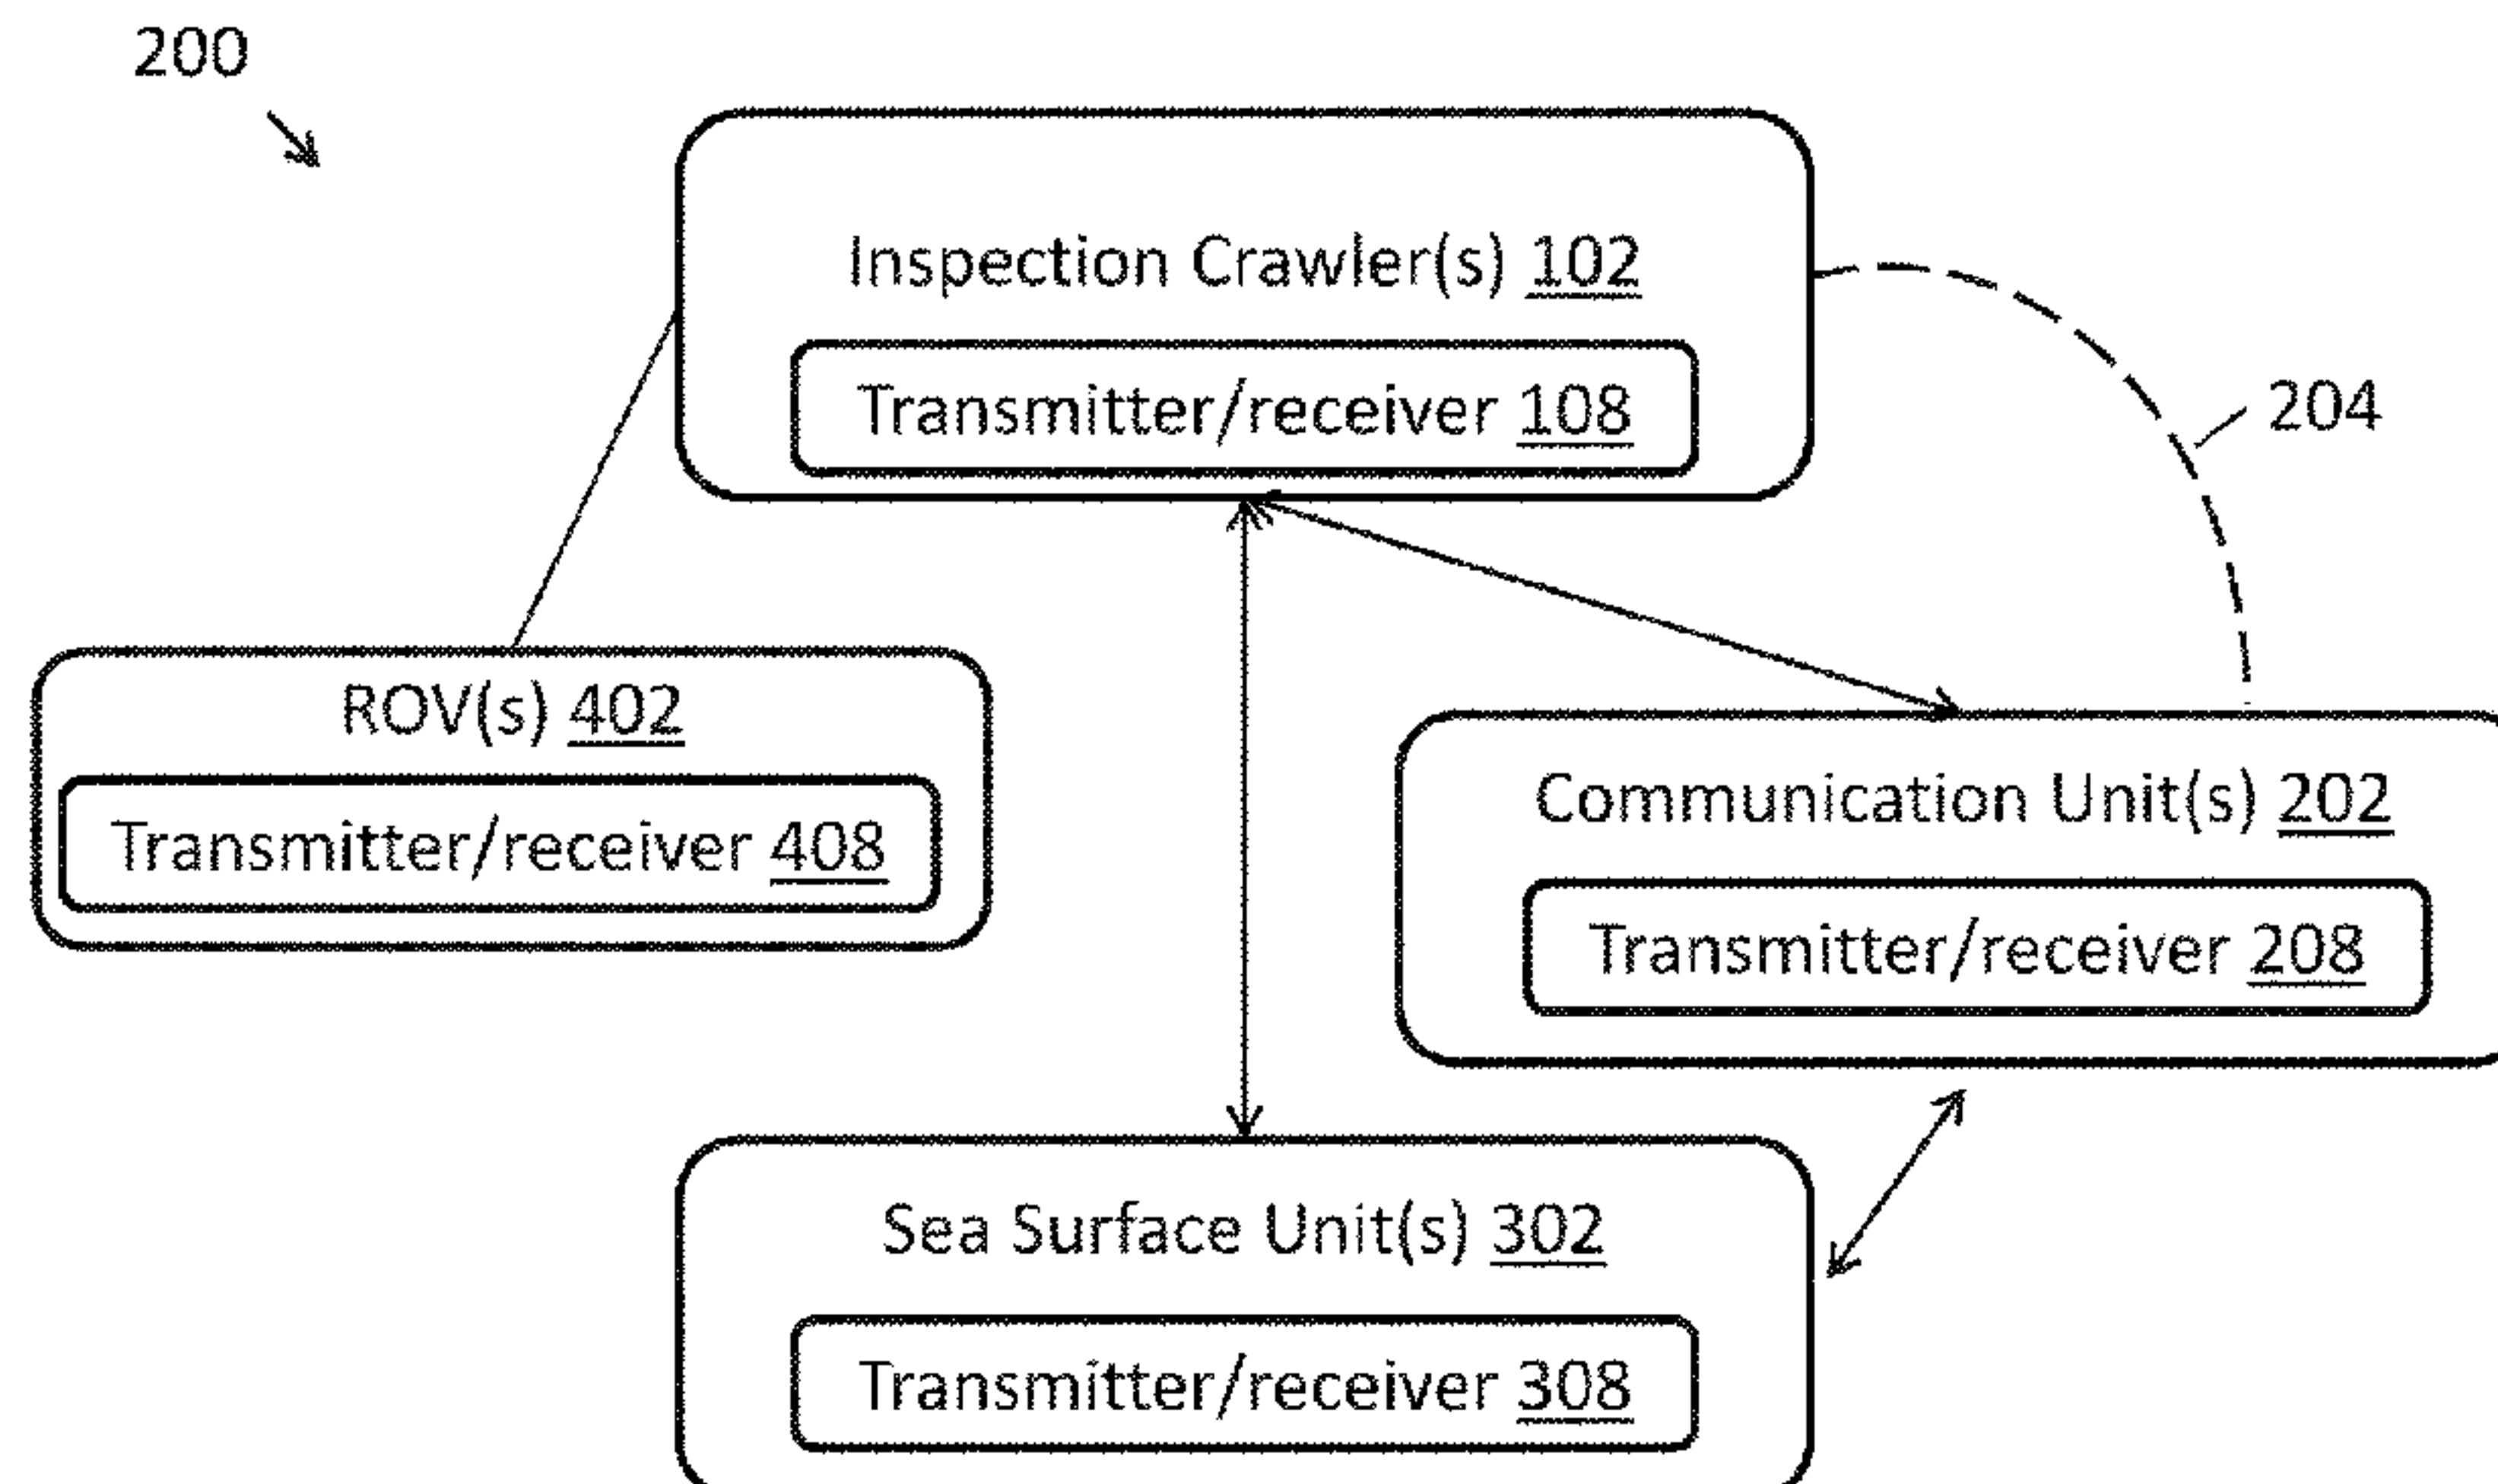 200
Inspection Crawler(s) 102
Transmitter/receiver 108
204
ROV(s) 402
Transmitter/receiver 408
Communication Unit(s) 202
Transmitter/receiver 208
Sea Surface Unit(s) 302
Transmitter/receiver 308